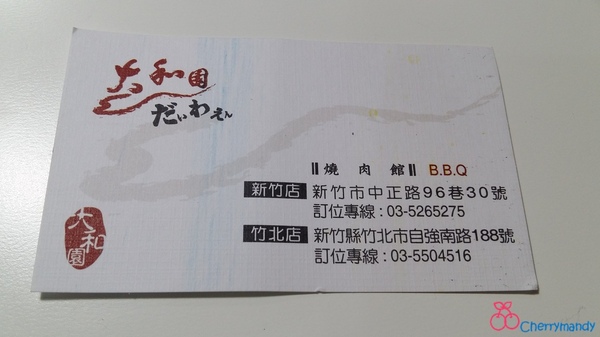 大和園
だいわえん
燒肉館 B.B.Q
新竹店 新竹市中正路96巷30號
訂位專線：03-5265275
竹北店 新竹縣竹北市自強南路188號
訂位專線：03-5504516
大和園
Cherrymandy